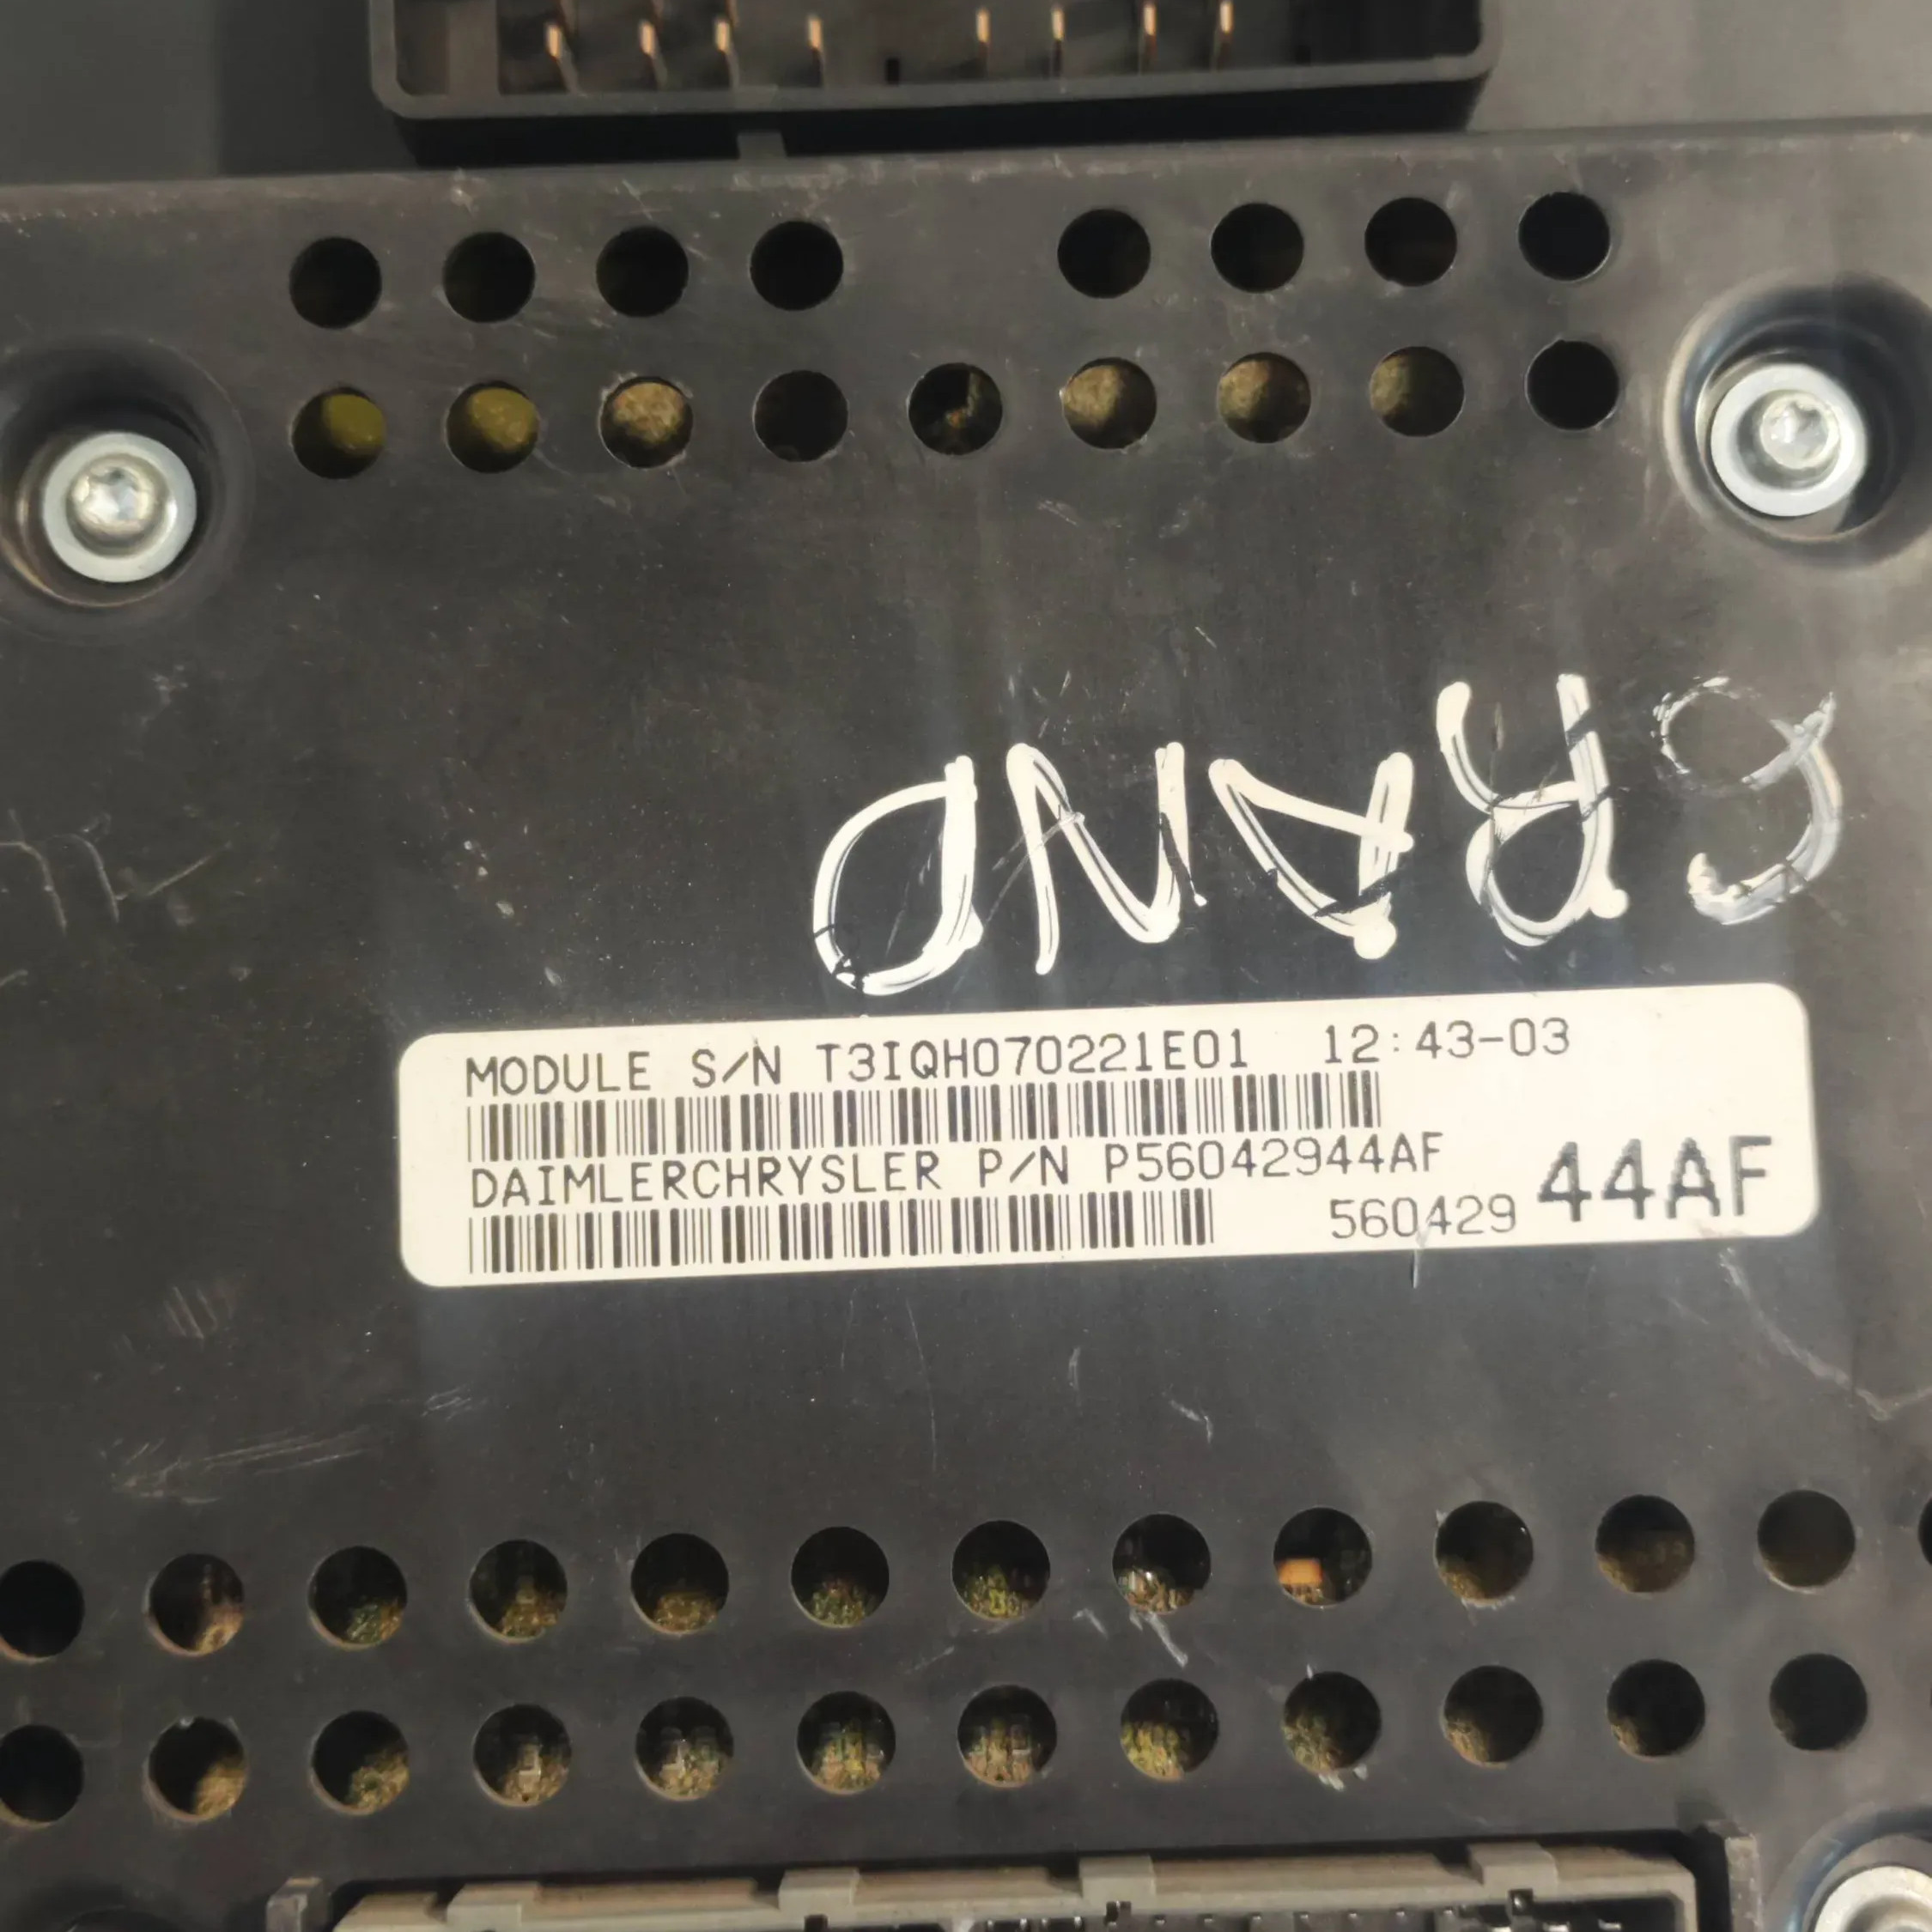 GRAND
MODULE S/N T3IQH070221E01 12:43-03
DAIMLERCHRYSLER P/N P56042944AF
560429 44AF